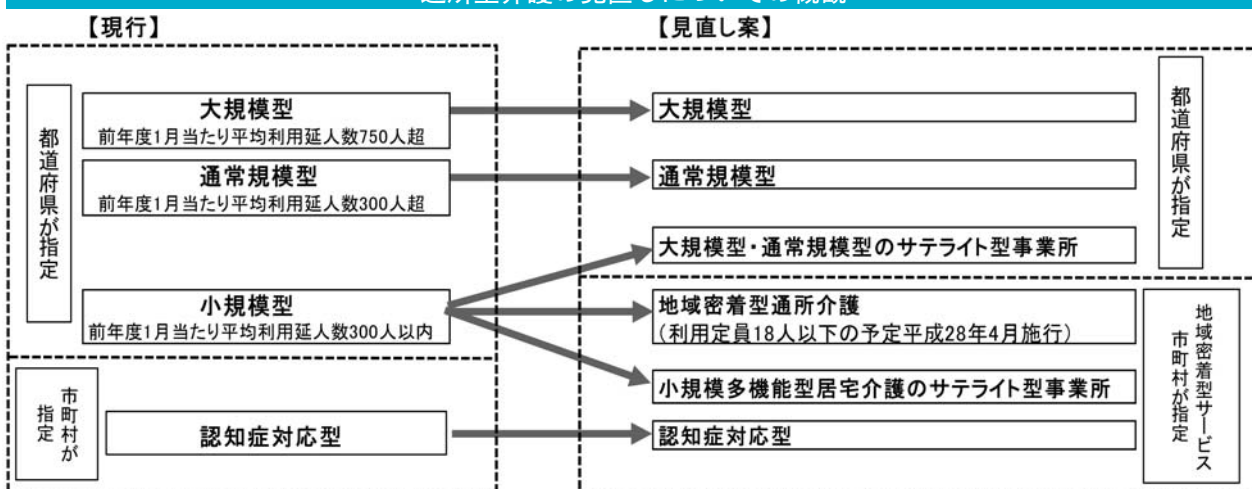 【現行】
都道府県が指定
大規模型
前年度1月当たり平均利用延人数750人超
通常規模型
前年度1月当たり平均利用延人数300人超
小規模型
前年度1月当たり平均利用延人数300人以内
市町村が
指定
認知症対応型
【見直し案】
大規模型
通常規模型
大規模型・通常規模型のサテライト型事業所
都道府県が指定
地域密着型通所介護
(利用定員18人以下の予定平成28年4月施行)
小規模多機能型居宅介護のサテライト型事業所
認知症対応型
地域密着型サービス
市町村が指定